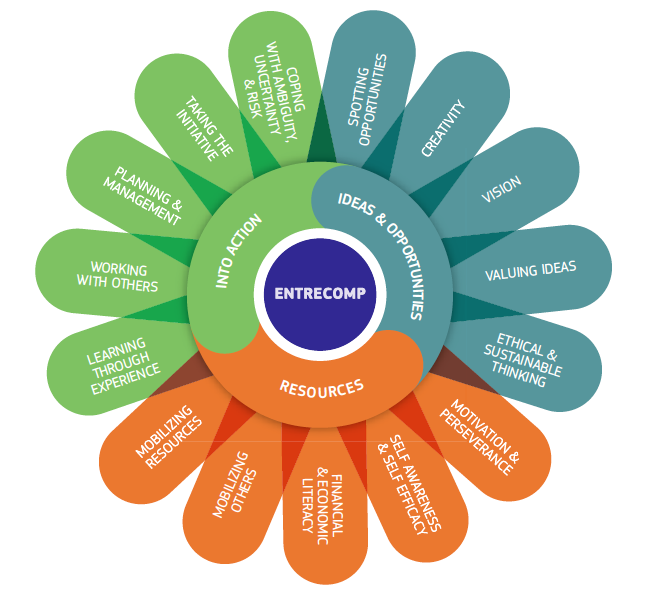 ENTRECOMP
IDEAS & OPPORTUNITIES
SPOTTING
OPPORTUNITIES
CREATIVITY
VISION
VALUING IDEAS
ETHICAL &
SUSTAINABLE
THINKING
RESOURCES
MOTIVATION &
PERSEVERANCE
SELF AWARENESS
& SELF EFFICACY
FINANCIAL
& ECONOMIC
LITERACY
MOBILIZING
OTHERS
MOBILIZING
RESOURCES
INTO ACTION
LEARNING
THROUGH
EXPERIENCE
WORKING
WITH OTHERS
PLANNING &
MANAGEMENT
TAKING THE
INITIATIVE
COPING
WITH AMBIGUITY,
UNCERTAINTY
& RISK